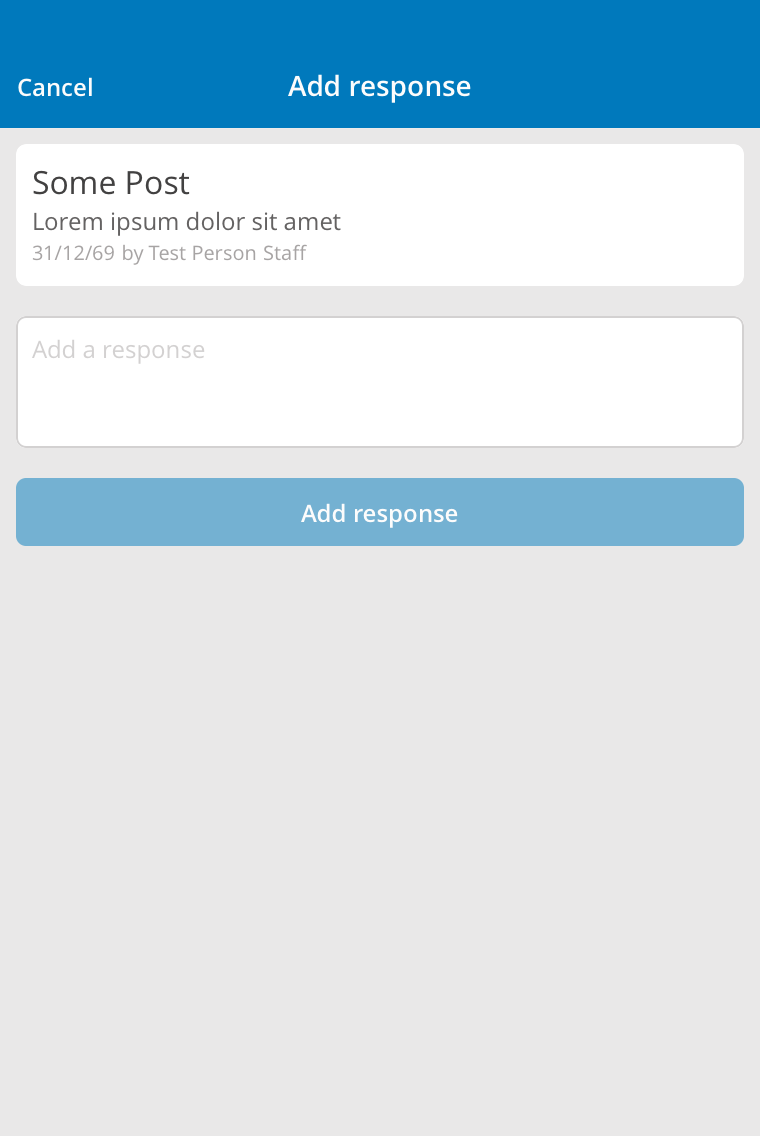 Cancel
Add response
Some Post
Lorem ipsum dolor sit amet
31/12/69 by Test Person Staff
Add a response
Add response